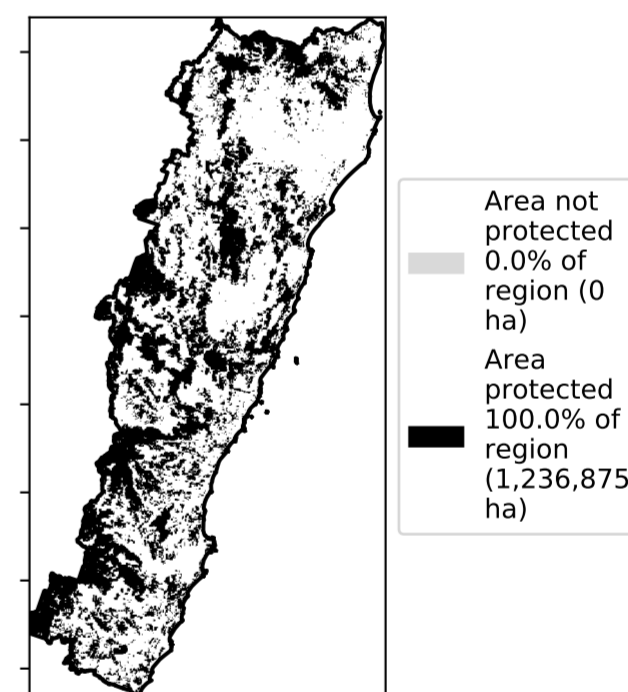 Area not
protected
0.0% of
region (0
ha)
Area
protected
100.0% of
region
(1,236,875
ha)